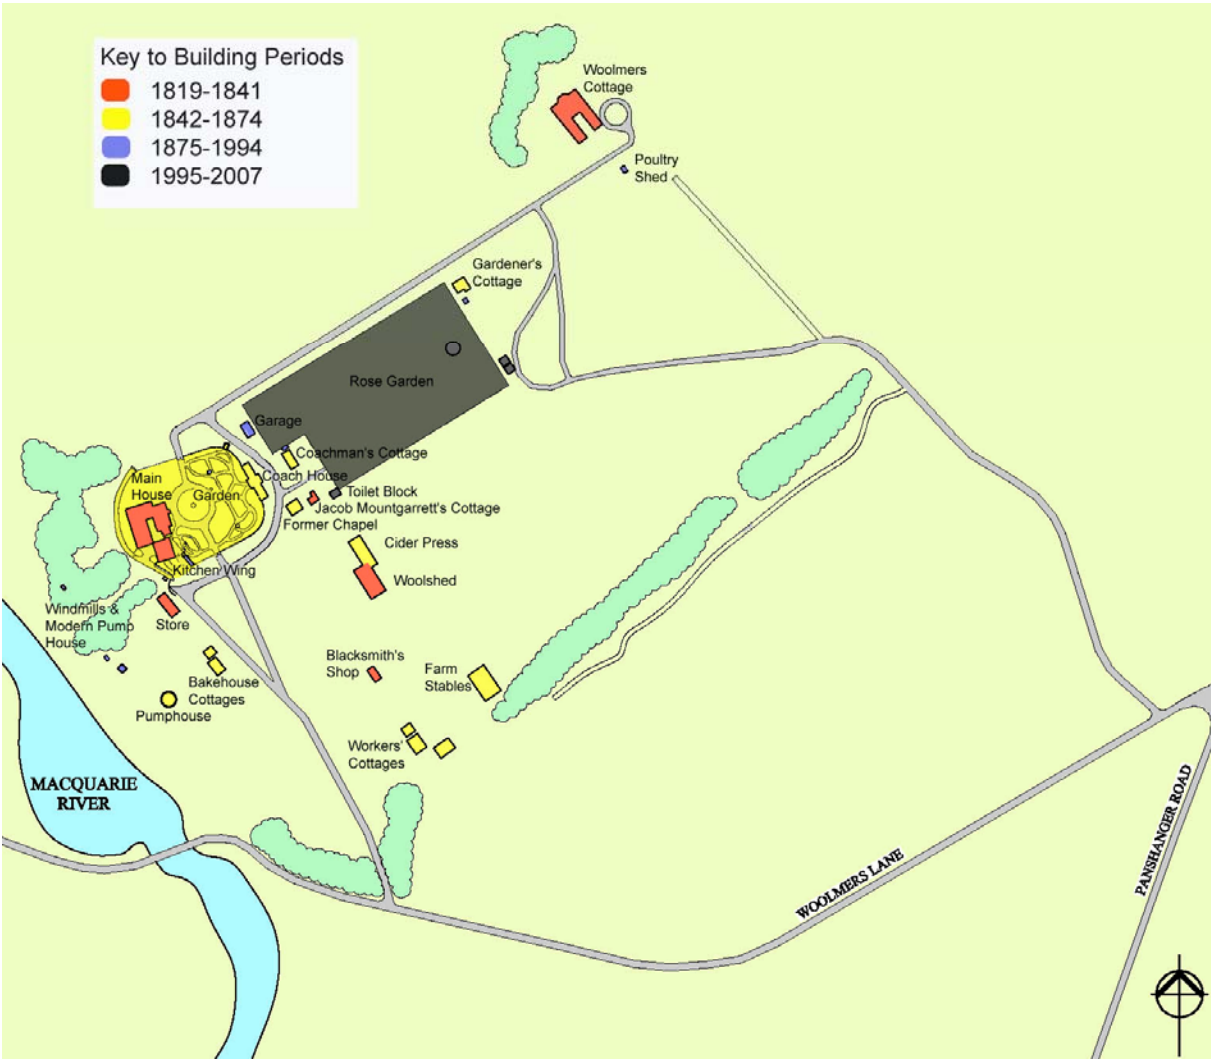 Key to Building Periods
1819-1841
1842-1874
1875-1994
1995-2007
Woolmers
Cottage
Poultry
Shed
Gardener's
Cottage
Rose Garden
Garage
Coachman's Cottage
Main
House
Coach House
Garden
Toilet Block
Jacob Mountgarrett's Cottage
Former Chapel
Cider Press
Kitchen Wing
Woolshed
Windmills &
Modern Pump
House
Store
Blacksmith's
Shop
Farm
Stables
Bakehouse
Cottages
Pumphouse
Workers'
Cottages
MACQUARIE
RIVER
WOOLMERS LANE
PANSHANGER ROAD